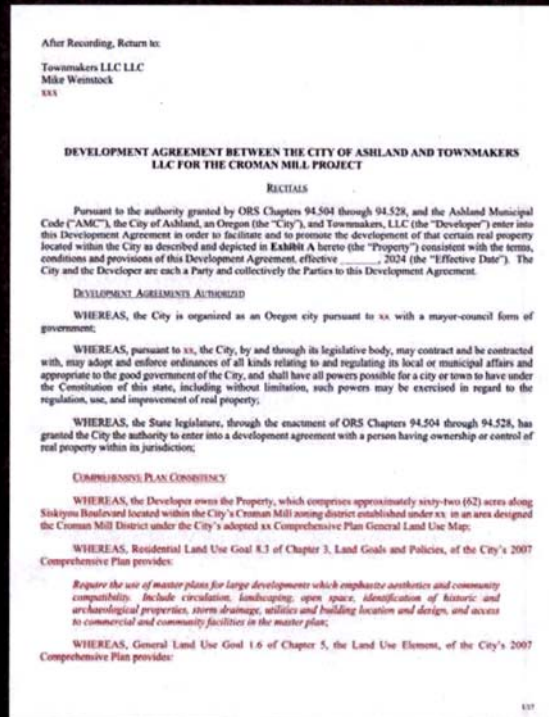 After Recording, Return to:
Townmakers LLC LLC
Mike Weinstock
xxx
DEVELOPMENT AGREEMENT BETWEEN THE CITY OF ASHLAND AND TOWNMAKERS
LLC FOR THE CROMAN MILL PROJECT
RECITALS
Pursuant to the authority granted by ORS Chapters 94.504 through 94.528, and the Ashland Municipal
Code ("AMC"), the City of Ashland, an Oregon (the "City"), and Townmakers, LLC (the "Developer") enter into
this Development Agreement in order to facilitate and to promote the development of that certain real property
located within the City as described and depicted in Exhibit A hereto (the "Property") consistent with the terms,
conditions and provisions of this Development Agreement, effective _______, 2024 (the "Effective Date"). The
City and the Developer are each a Party and collectively the Parties to this Development Agreement.
DEVELOPMENT AGREEMENTS AUTHORIZED
WHEREAS, the City is organized as an Oregon city pursuant to xx with a mayor-council form of
government;
WHEREAS, pursuant to xx, the City, by and through its legislative body, may contract and be contracted
with, may adopt and enforce ordinances of all kinds relating to and regulating its local or municipal affairs and
appropriate to the good government of the City, and shall have all powers possible for a city or town to have under
the Constitution of this state, including without limitation, such powers may be exercised in regard to the
regulation, use, and improvement of real property;
WHEREAS, the State legislature, through the enactment of ORS Chapters 94.504 through 94.528, has
granted the City the authority to enter into a development agreement with a person having ownership or control of
real property within its jurisdiction;
COMPREHENSIVE PLAN CONSISTENCY
WHEREAS, the Developer owns the Property, which comprises approximately sixty-two (62) acres along
Siskiyou Boulevard located within the City's Croman Mill zoning district established under xx, in an area designed
the Croman Mill District under the City's adopted xx Comprehensive Plan General Land Use Map;
WHEREAS, Residential Land Use Goal 8.3 of Chapter 3, Land Goals and Policies, of the City's 2007
Comprehensive Plan provides:
Require the use of master plans for large developments which emphasize aesthetics and community
compatibility. Include circulation, landscaping, open space, identification of historic and
archaeological properties, storm drainage, utilities and building location and design, and access
to commercial and community facilities in the master plan;
WHEREAS, General Land Use Goal 1.6 of Chapter 5, the Land Use Element, of the City's 2007
Comprehensive Plan provides: